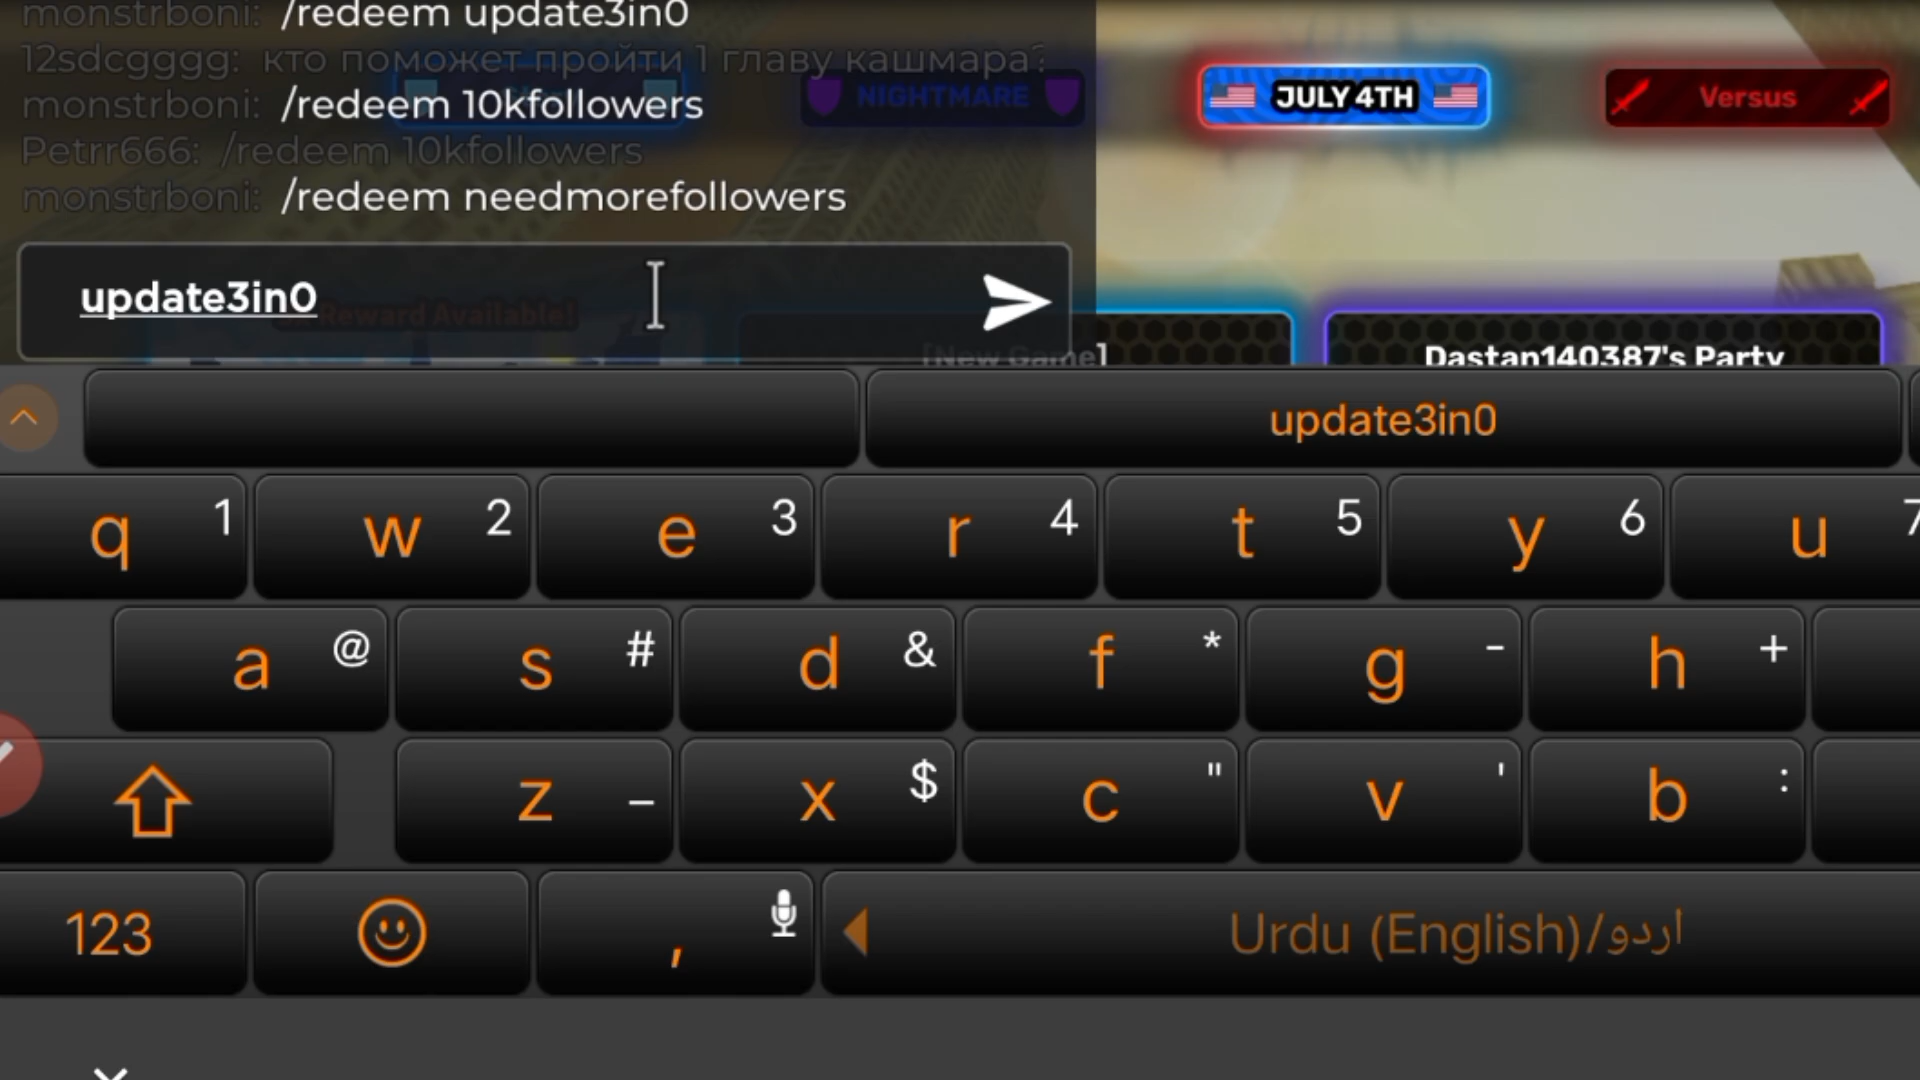 monstrboni: /redeem update3in0
12sdcgggg: кто поможет пройти 1 главу кашмара?
monstrboni: /redeem 10kfollowers
Petrr666: /redeem 10kfollowers
monstrboni: /redeem needmorefollowers
NIGHTMARE
JULY 4TH
Versus
update3in0
Reward Available!
[New Game]
Dastan140387's Party
update3in0
q 1 w 2 e 3 r 4 t 5 y 6 u 7
a @ s # d & f * g - h +
z _ x $ c " v ' b :
123 , Urdu (English)/اردو